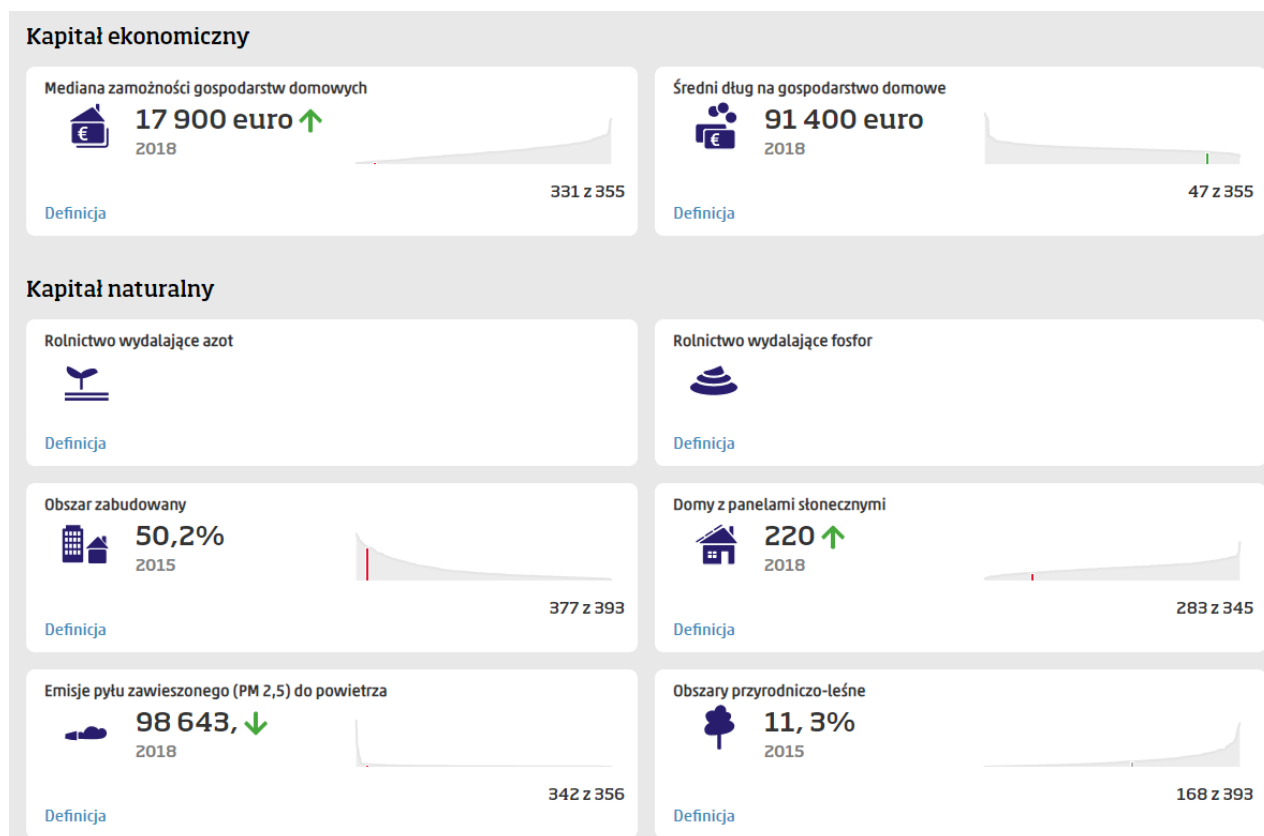 Kapitał ekonomiczny
Mediana zamożności gospodarstw domowych
€
17 900 euro
2018
331 z 355
Definicja
Średni dług na gospodarstwo domowe
€
91 400 euro
2018
47 z 355
Definicja
Kapitał naturalny
Rolnictwo wydalające azot
Definicja
Rolnictwo wydalające fosfor
Definicja
Obszar zabudowany
50,2%
2015
377 z 393
Definicja
Domy z panelami słonecznymi
220
2018
283 z 345
Definicja
Emisje pyłu zawieszonego (PM 2,5) do powietrza
98 643,
2018
342 z 356
Definicja
Obszary przyrodniczo-leśne
11, 3%
2015
168 z 393
Definicja